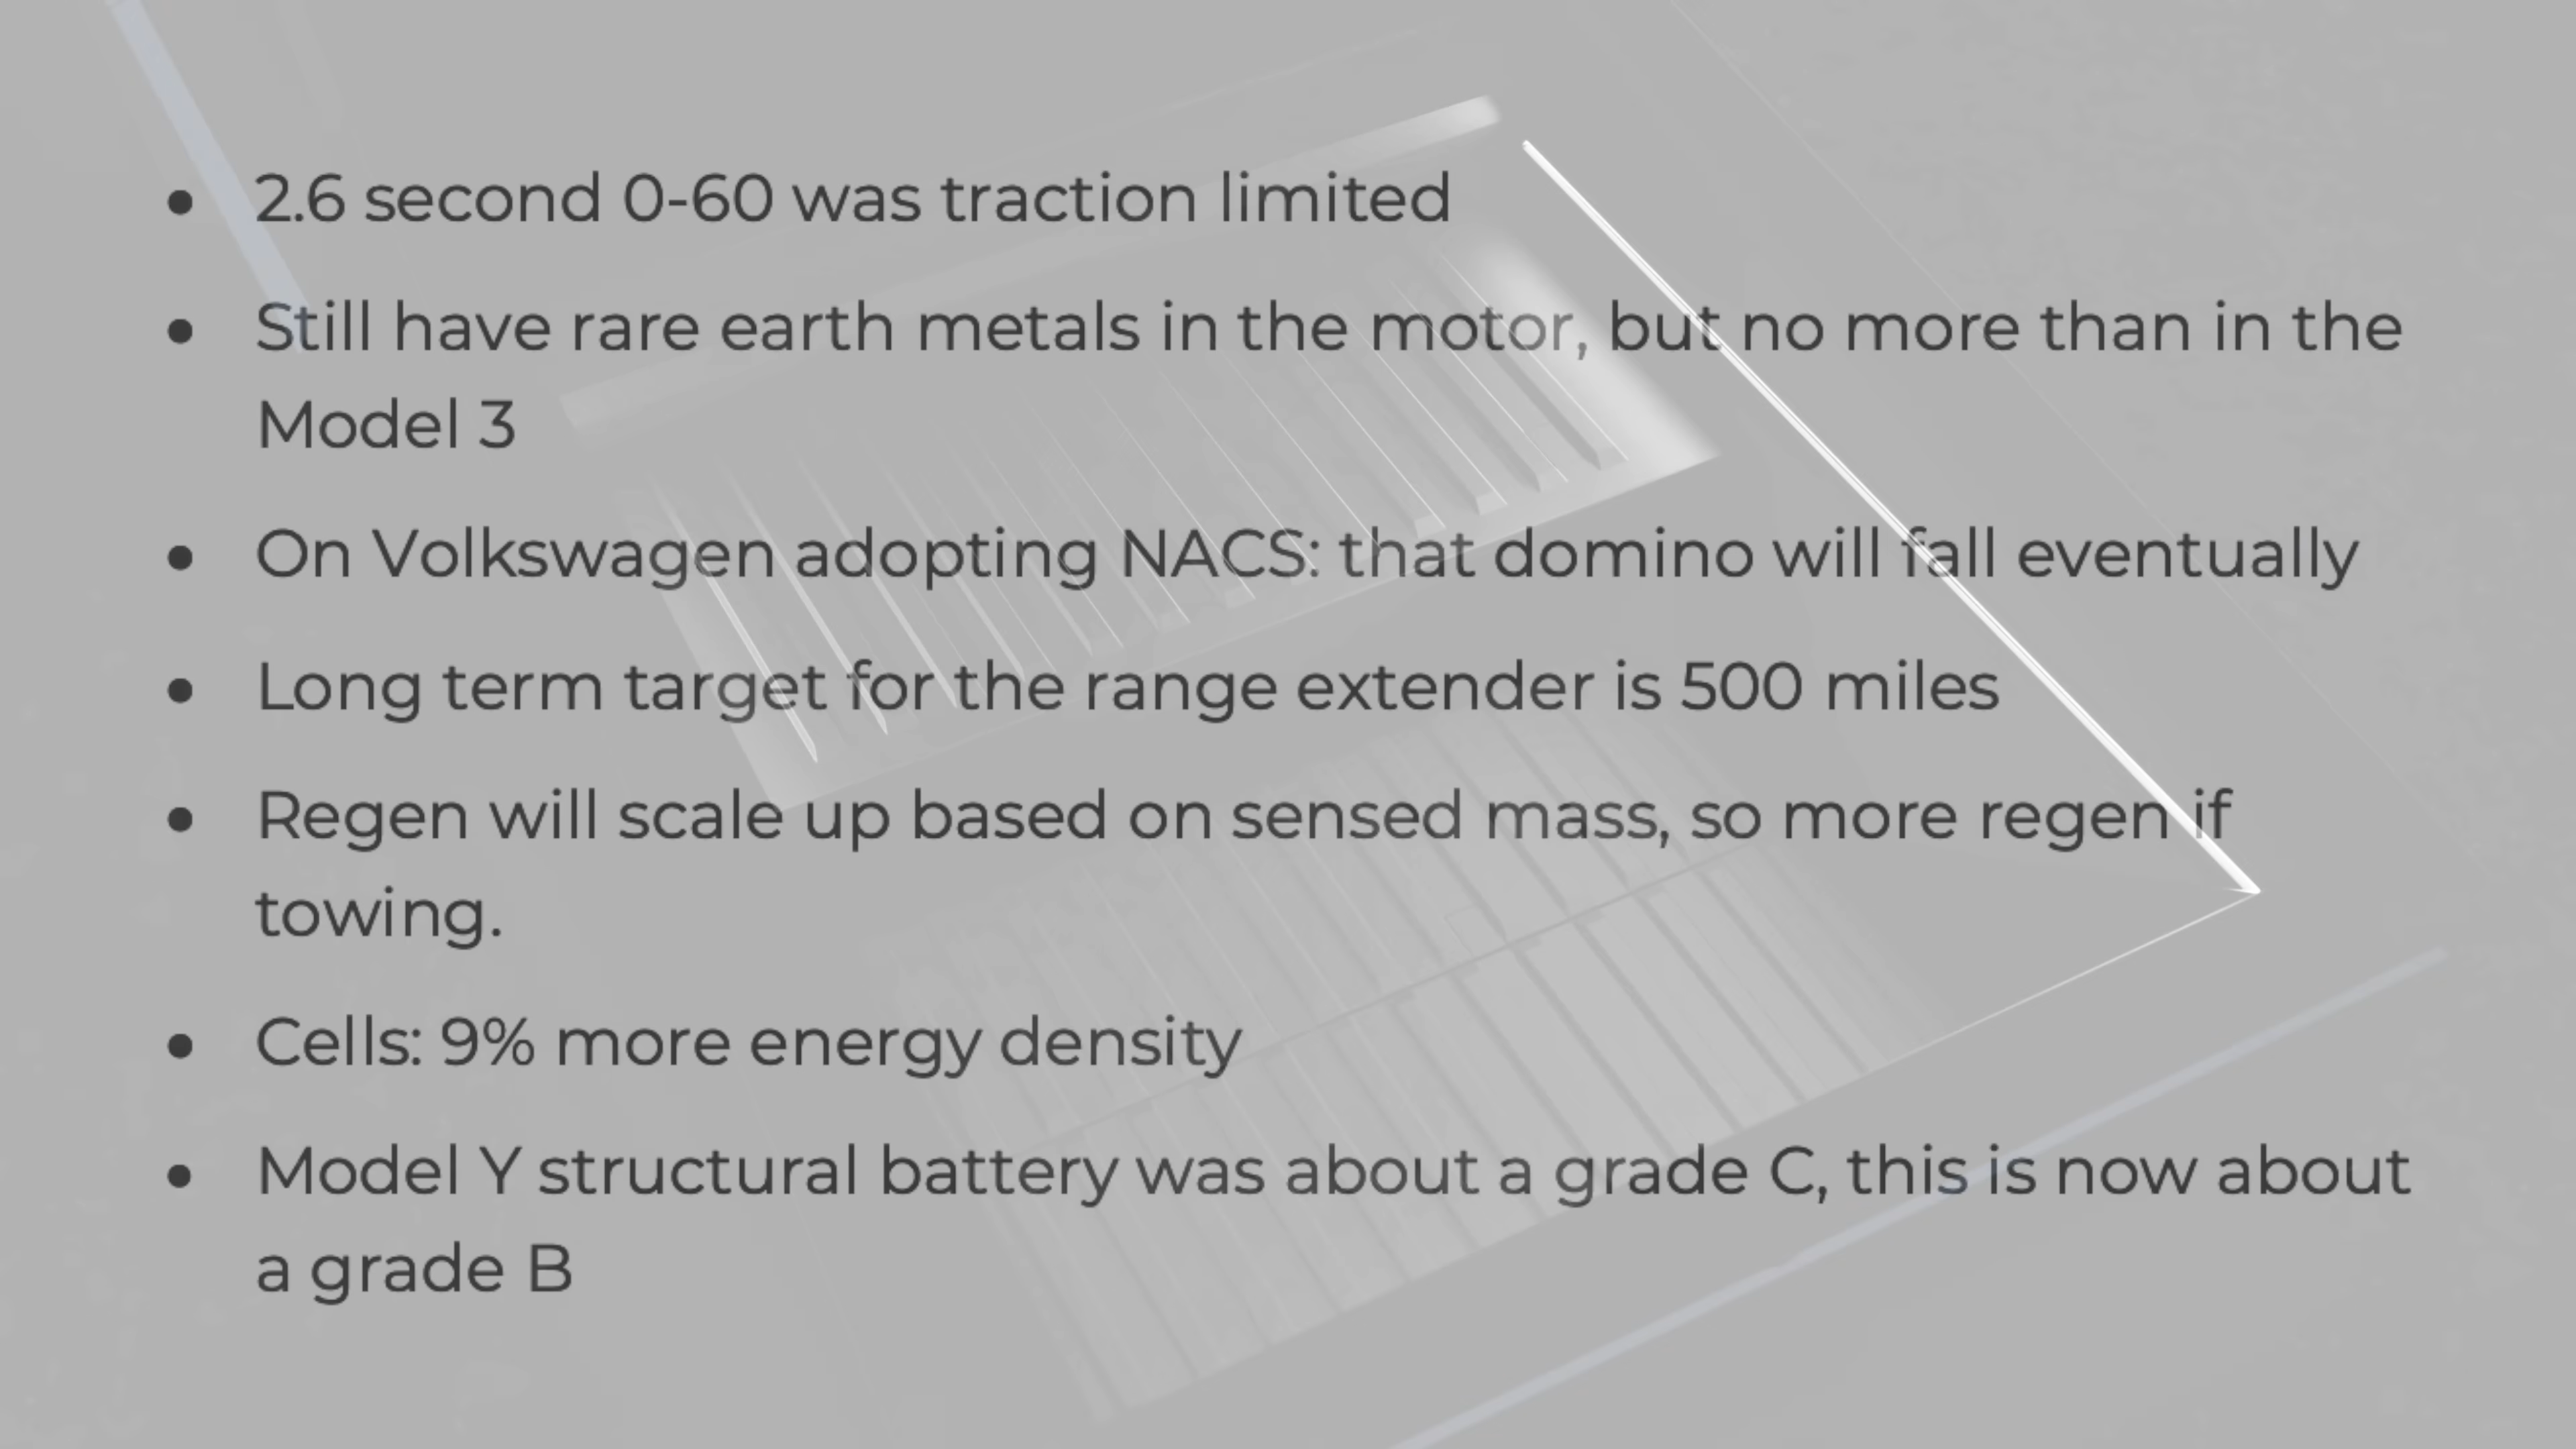 • 2.6 second 0-60 was traction limited
• Still have rare earth metals in the motor, but no more than in the
Model 3
• On Volkswagen adopting NACS: that domino will fall eventually
• Long term target for the range extender is 500 miles
• Regen will scale up based on sensed mass, so more regen if
towing.
• Cells: 9% more energy density
• Model Y structural battery was about a grade C, this is now about
a grade B